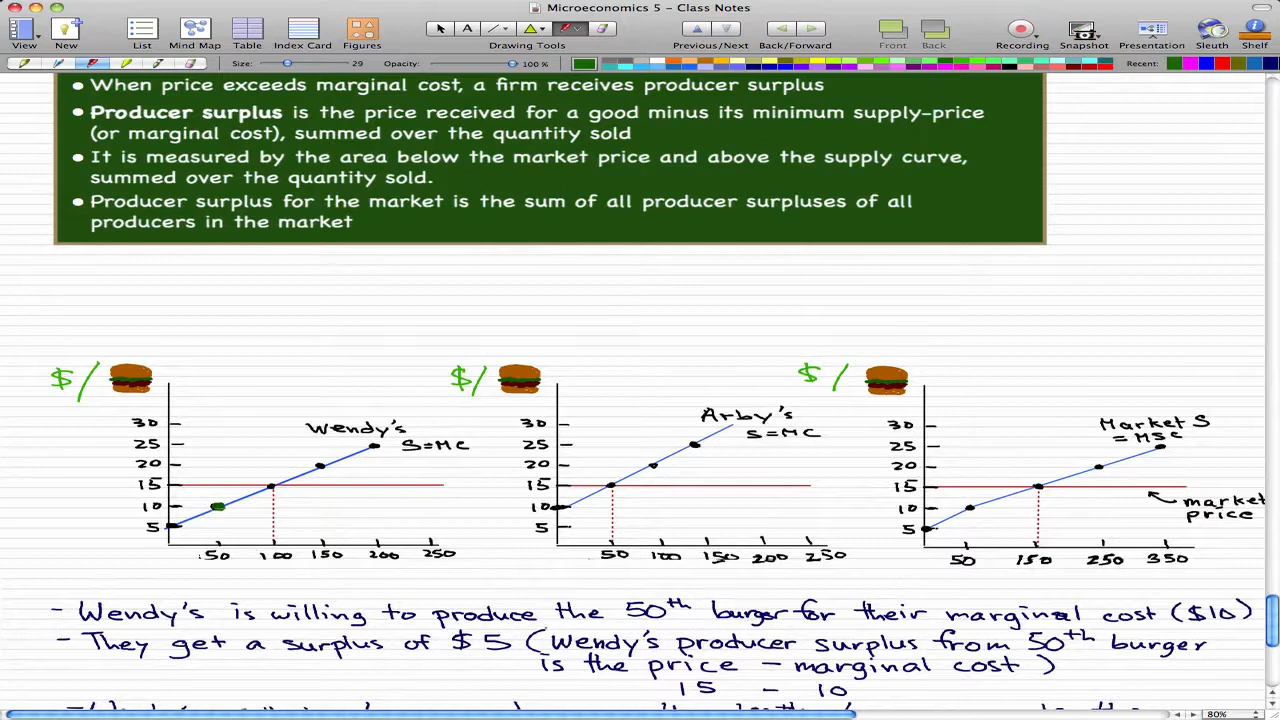 Microeconomics 5 - Class Notes
View New List Mind Map Table Index Card Figures Drawing Tools Previous/Next Back/Forward Front Back Recording Snapshot Presentation Sleuth Shelf
Size: 29 Opacity: 100 % Recent:
• When price exceeds marginal cost, a firm receives producer surplus
• Producer surplus is the price received for a good minus its minimum supply-price
(or marginal cost), summed over the quantity sold
• It is measured by the area below the market price and above the supply curve,
summed over the quantity sold.
• Producer surplus for the market is the sum of all producer surpluses of all
producers in the market
$/
30
25
20
15
10
5
50 100 150 200 250
Wendy's
S=MC
$/
30
25
20
15
10
5
50 100 150 200 250
Arby's
S=MC
$/
30
25
20
15
10
5
50 150 250 350
Market S
= MSC
market
price
- Wendy's is willing to produce the 50th burger for their marginal cost ($10)
- They get a surplus of $5 (Wendy's producer surplus from 50th burger
is the price - marginal cost)
15 - 10
80%